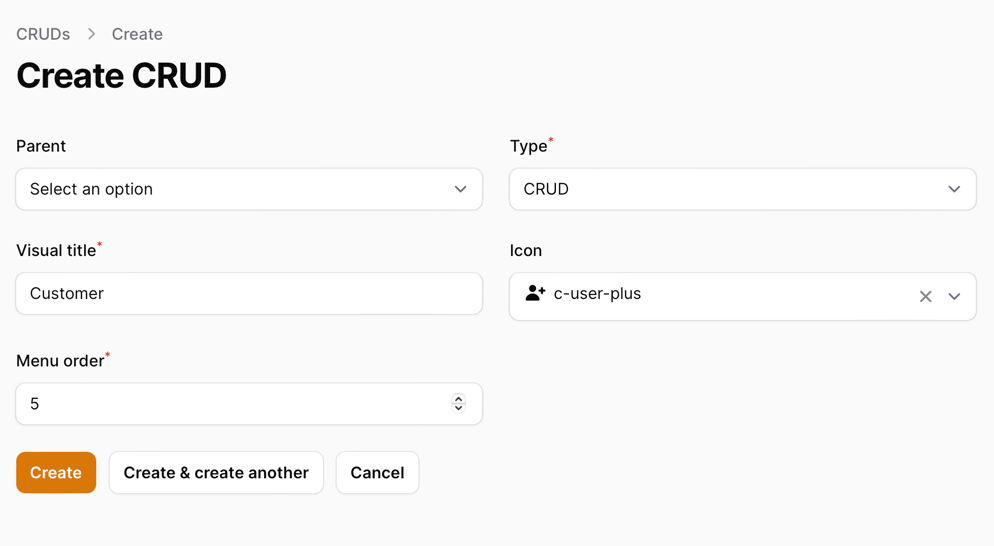 CRUDs > Create
Create CRUD
Parent
Type*
Select an option
CRUD
Visual title*
Icon
Customer
c-user-plus
Menu order*
5
Create
Create & create another
Cancel